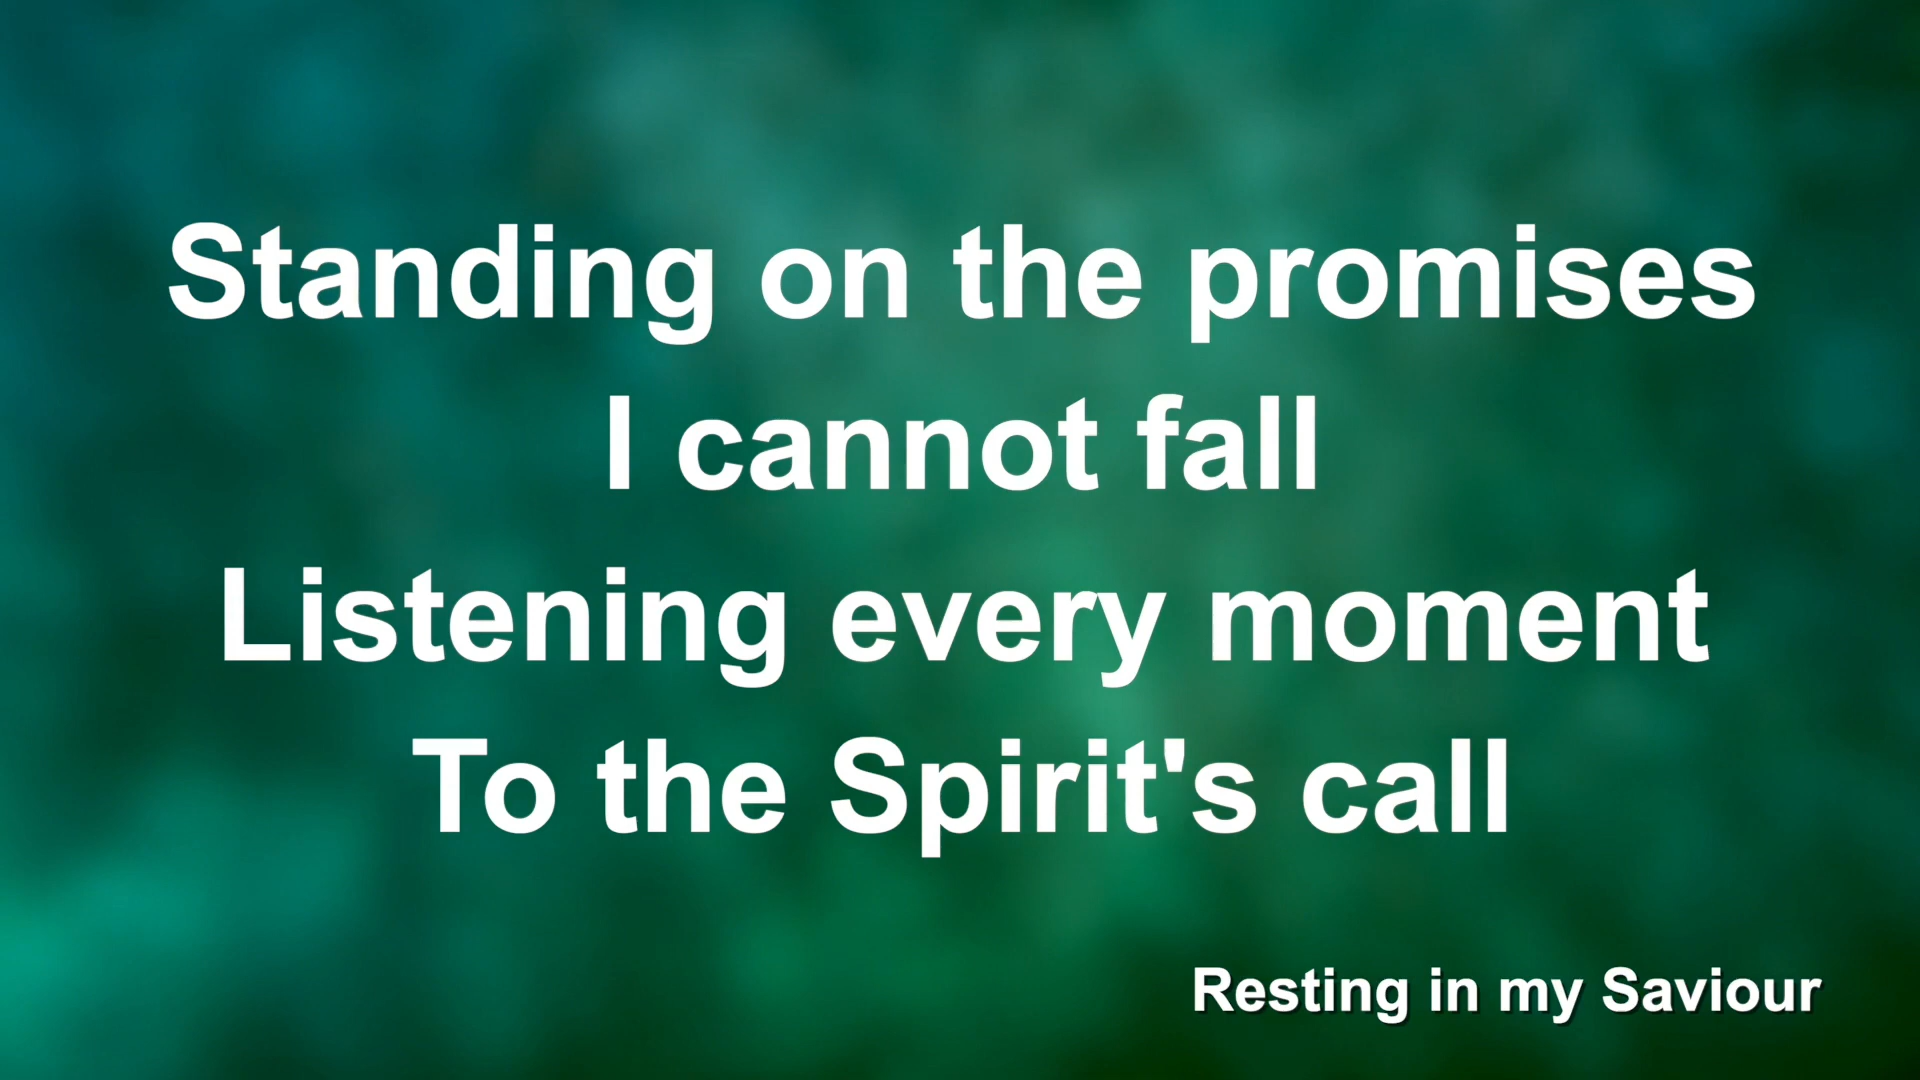 Standing on the promises
I cannot fall
Listening every moment
To the Spirit's call
Resting in my Saviour